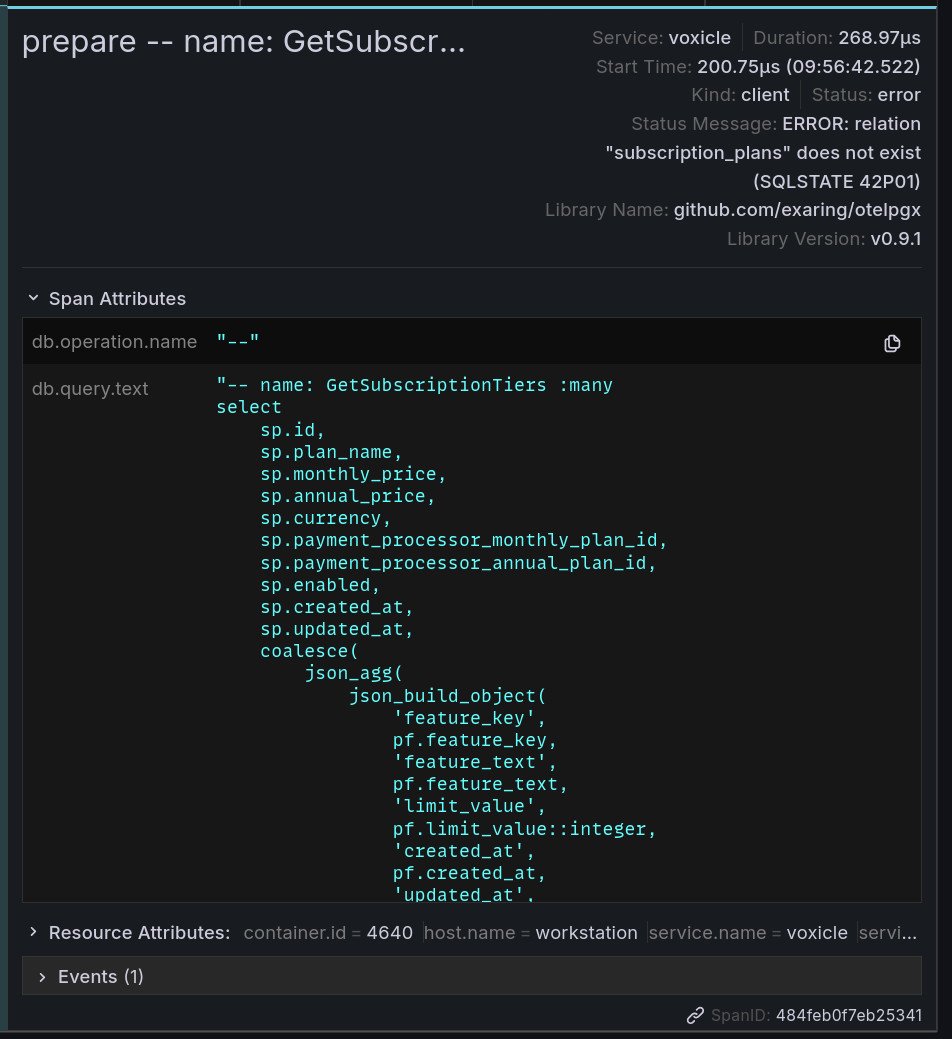 prepare -- name: GetSubscr...
Service: voxicle Duration: 268.97μs
Start Time: 200.75μs (09:56:42.522)
Kind: client Status: error
Status Message: ERROR: relation
"subscription_plans" does not exist
(SQLSTATE 42P01)
Library Name: github.com/exaring/otelpgx
Library Version: v0.9.1
Span Attributes
db.operation.name "--"
db.query.text "-- name: GetSubscriptionTiers :many
select
    sp.id,
    sp.plan_name,
    sp.monthly_price,
    sp.annual_price,
    sp.currency,
    sp.payment_processor_monthly_plan_id,
    sp.payment_processor_annual_plan_id,
    sp.enabled,
    sp.created_at,
    sp.updated_at,
    coalesce(
        json_agg(
            json_build_object(
                'feature_key',
                pf.feature_key,
                'feature_text',
                pf.feature_text,
                'limit_value',
                pf.limit_value::integer,
                'created_at',
                pf.created_at,
                'updated_at',
Resource Attributes: container.id = 4640 host.name = workstation service.name = voxicle servi...
Events (1)
SpanID: 484feb0f7eb25341